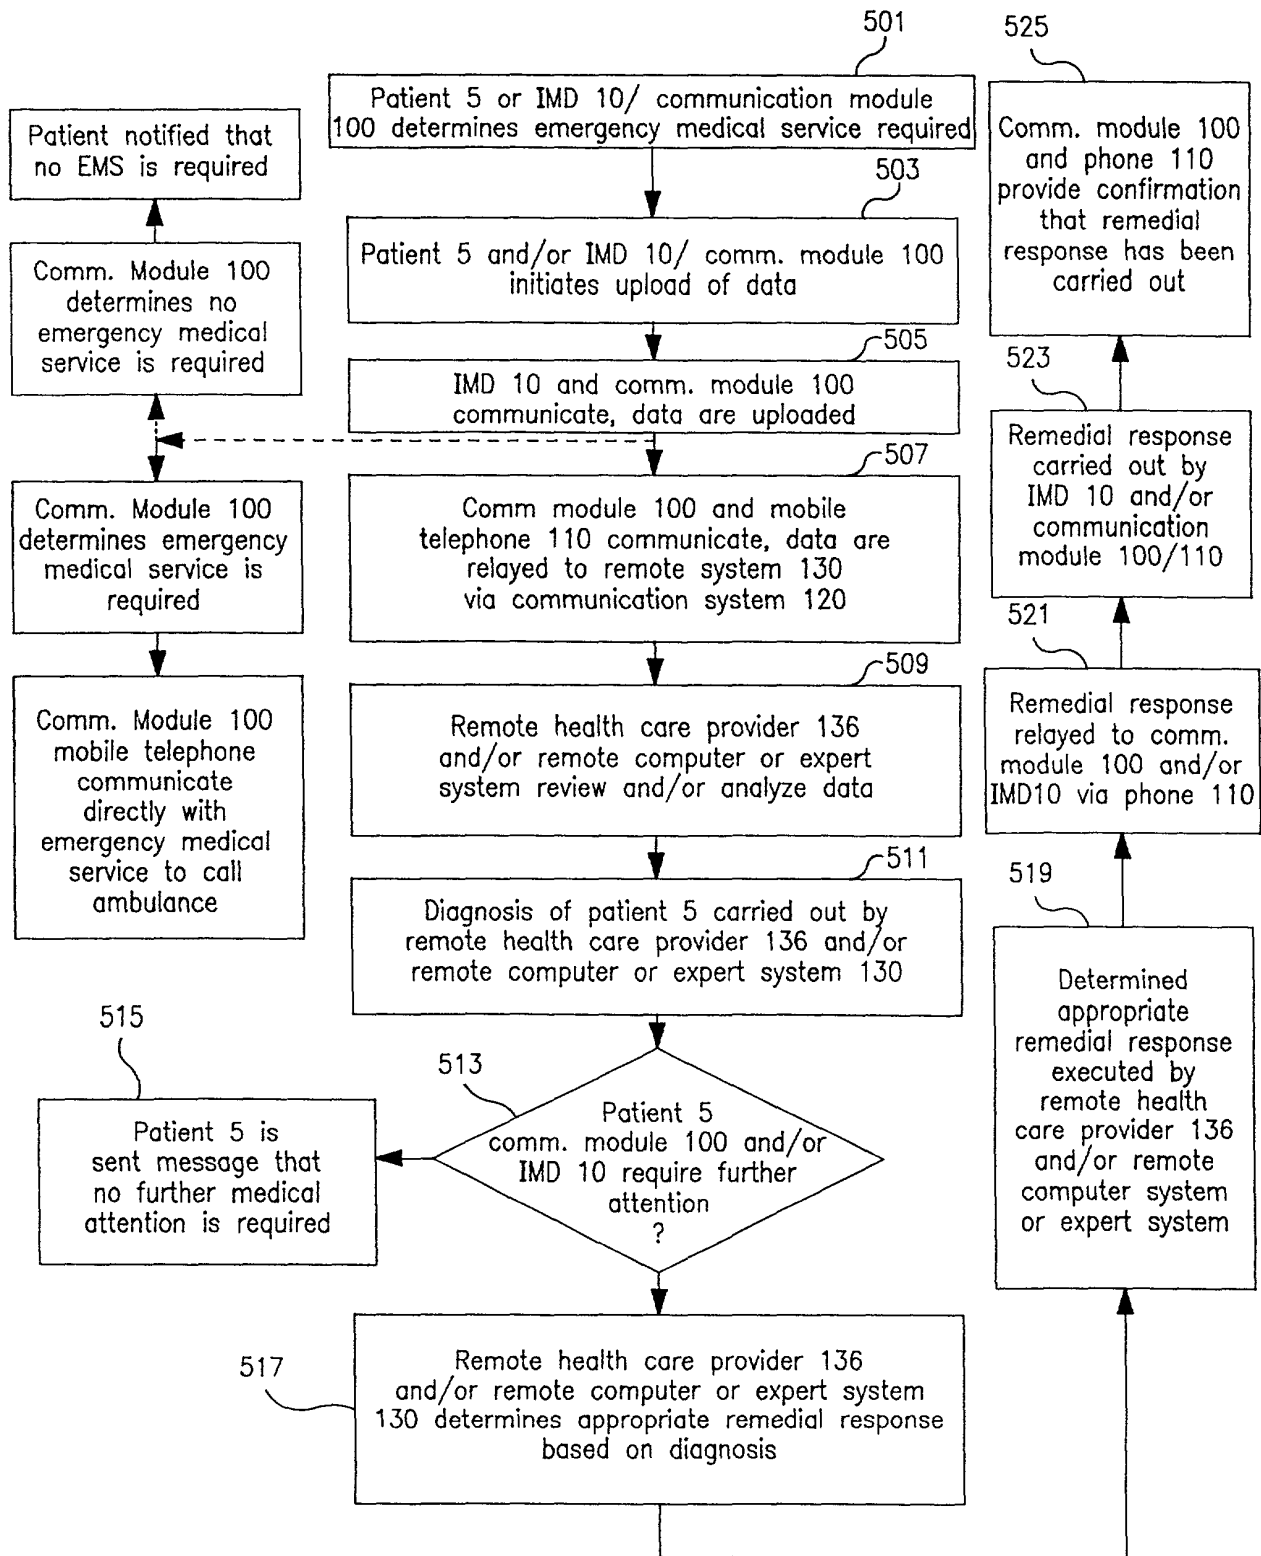 501
Patient 5 or IMD 10/ communication module
100 determines emergency medical service required
503
Patient 5 and/or IMD 10/ comm. module 100
initiates upload of data
505
IMD 10 and comm. module 100
communicate, data are uploaded
507
Comm module 100 and mobile
telephone 110 communicate, data are
relayed to remote system 130
via communication system 120
509
Remote health care provider 136
and/or remote computer or expert
system review and/or analyze data
511
Diagnosis of patient 5 carried out by
remote health care provider 136 and/or
remote computer or expert system 130
513
Patient 5
comm. module 100 and/or
IMD 10 require further
attention
?
515
Patient 5 is
sent message that
no further medical
attention is required
517
Remote health care provider 136
and/or remote computer or expert system
130 determines appropriate remedial response
based on diagnosis
Patient notified that
no EMS is required
Comm. Module 100
determines no
emergency medical
service is required
Comm. Module 100
determines emergency
medical service is
required
Comm. Module 100
mobile telephone
communicate
directly with
emergency medical
service to call
ambulance
519
Determined
appropriate
remedial response
executed by
remote health
care provider 136
and/or remote
computer system
or expert system
521
Remedial response
relayed to comm.
module 100 and/or
IMD10 via phone 110
523
Remedial response
carried out by
IMD 10 and/or
communication
module 100/110
525
Comm. module 100
and phone 110
provide confirmation
that remedial
response has been
carried out